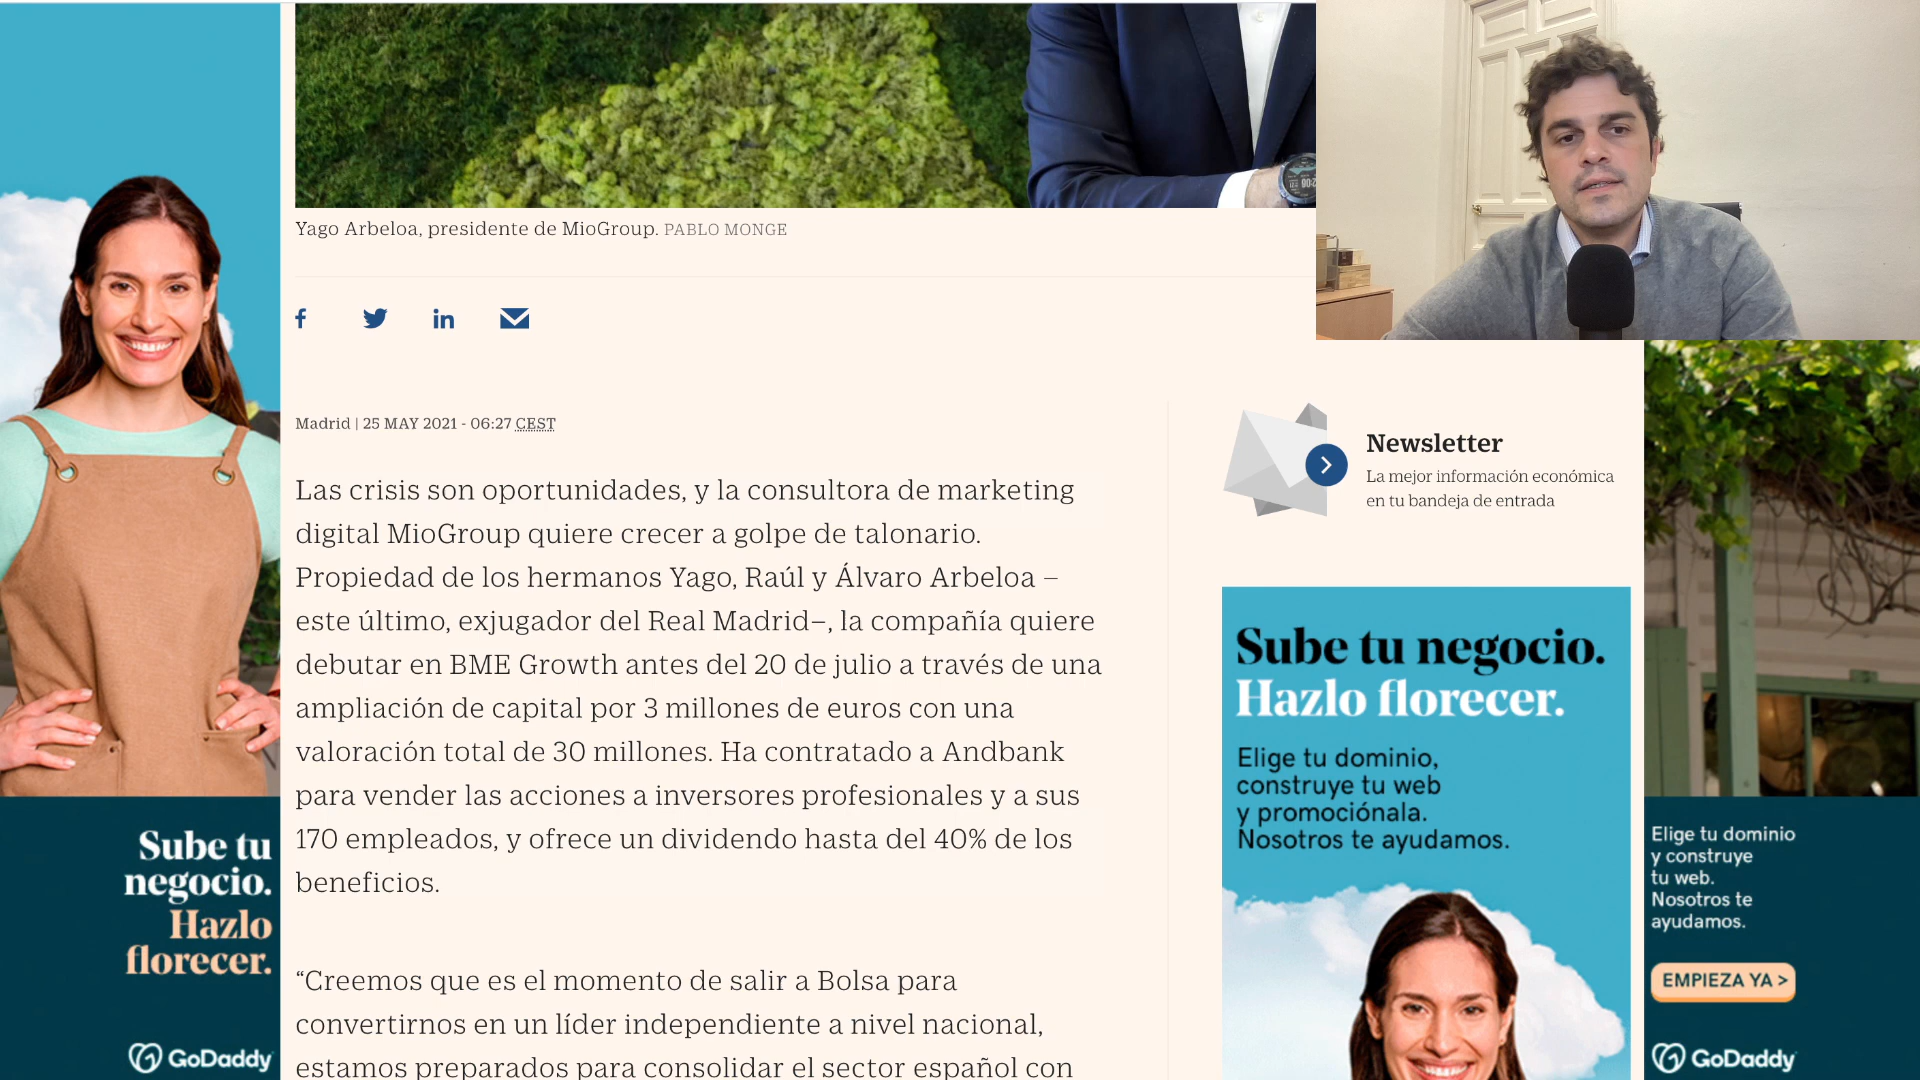 Yago Arbeloa, presidente de MioGroup. PABLO MONGE
Madrid | 25 MAY 2021 - 06:27 CEST
Las crisis son oportunidades, y la consultora de marketing
digital MioGroup quiere crecer a golpe de talonario.
Propiedad de los hermanos Yago, Raúl y Álvaro Arbeloa –
este último, exjugador del Real Madrid–, la compañía quiere
debutar en BME Growth antes del 20 de julio a través de una
ampliación de capital por 3 millones de euros con una
valoración total de 30 millones. Ha contratado a Andbank
para vender las acciones a inversores profesionales y a sus
170 empleados, y ofrece un dividendo hasta del 40% de los
beneficios.
“Creemos que es el momento de salir a Bolsa para
convertirnos en un líder independiente a nivel nacional,
estamos preparados para consolidar el sector español con
Newsletter
La mejor información económica
en tu bandeja de entrada
Sube tu negocio.
Hazlo florecer.
Elige tu dominio,
construye tu web
y promociónala.
Nosotros te ayudamos.
Sube tu
negocio.
Hazlo
florecer.
GoDaddy
Elige tu dominio
y construye
tu web.
Nosotros te
ayudamos.
EMPIEZA YA >
GoDaddy